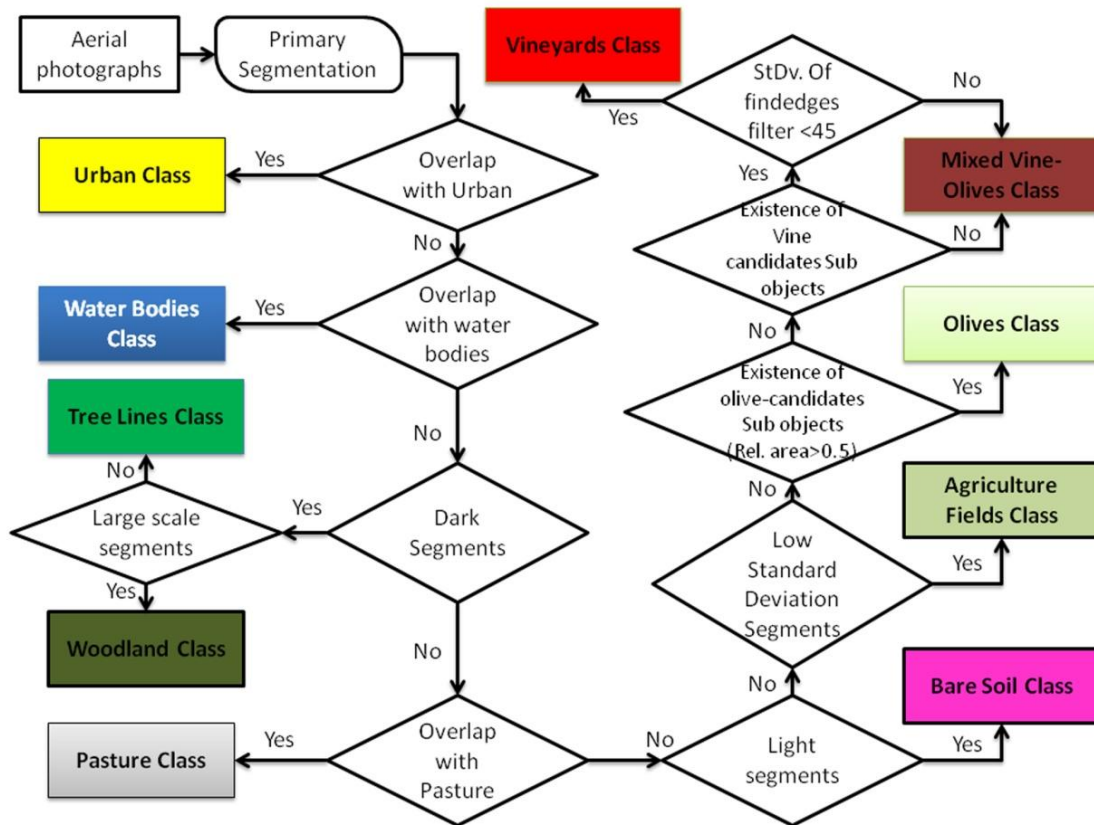 Aerial
photographs
Primary
Segmentation
Overlap
with Urban
Yes
Urban Class
No
Overlap
with water
bodies
Yes
Water Bodies
Class
No
Dark
Segments
Yes
Large scale
segments
No
Tree Lines Class
Yes
Woodland Class
No
Overlap
with
Pasture
Yes
Pasture Class
No
Light
segments
Yes
Bare Soil Class
No
Low
Standard
Deviation
Segments
Yes
Agriculture
Fields Class
No
Existence of
olive-candidates
Sub objects
(Rel. area>0.5)
Yes
Olives Class
No
Existence of
Vine
candidates Sub
objects
No
Mixed Vine-
Olives Class
Yes
StDv. Of
findedges
filter <45
No
Yes
Vineyards Class